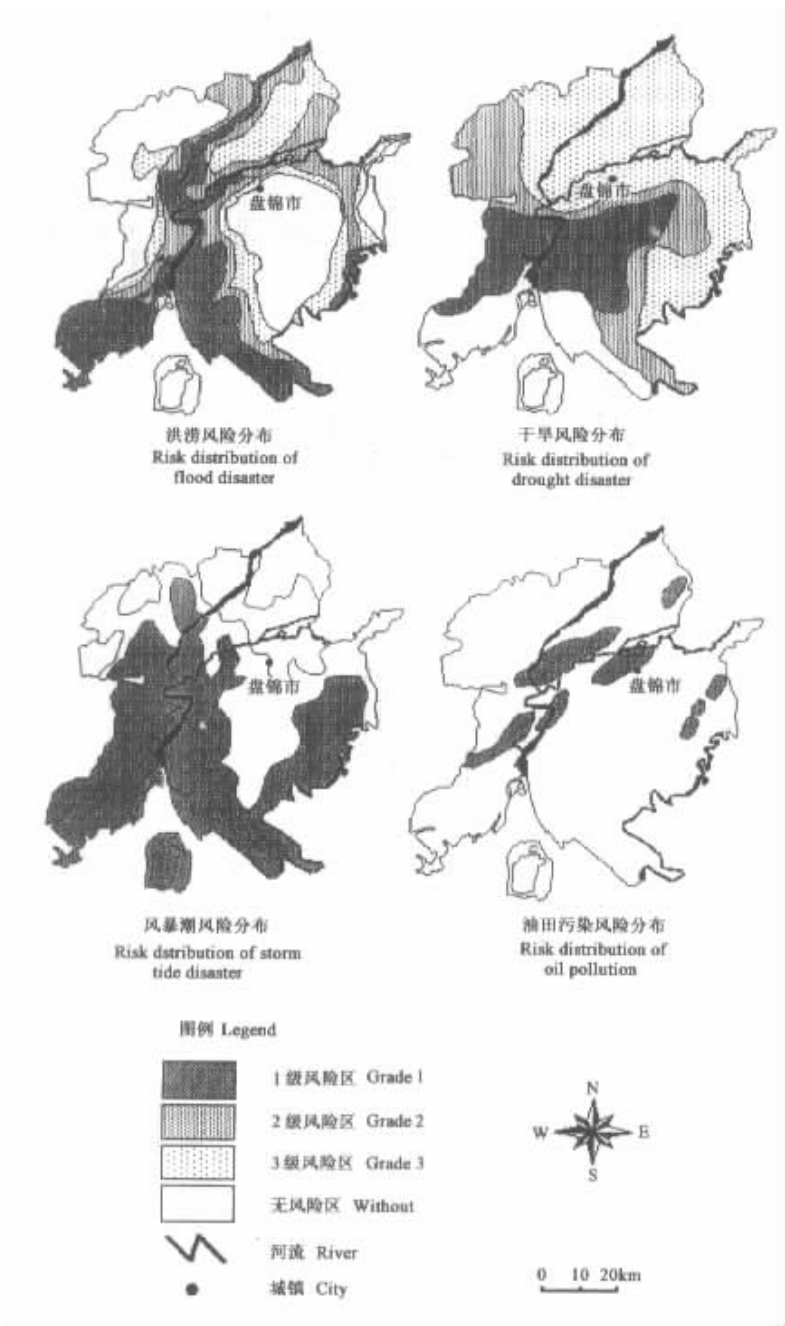 盘锦市
盘锦市
洪涝风险分布
Risk distribution of
flood disaster
干旱风险分布
Risk distribution of
drought disaster
盘锦市
盘锦市
风暴潮风险分布
Risk dstribution of storm
tide disaster
油田污染风险分布
Risk distribution of
oil pollution
图例 Legend
1级风险区 Grade 1
2级风险区 Grade 2
3级风险区 Grade 3
无风险区 Without
河流 River
城镇 City
N
W E
S
0 10 20km